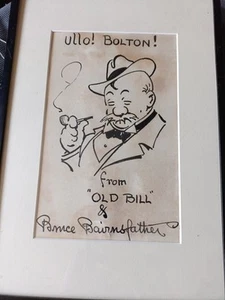 ullo! BOLTON!
from
"OLD BILL"
&
Bruce Bairnsfather